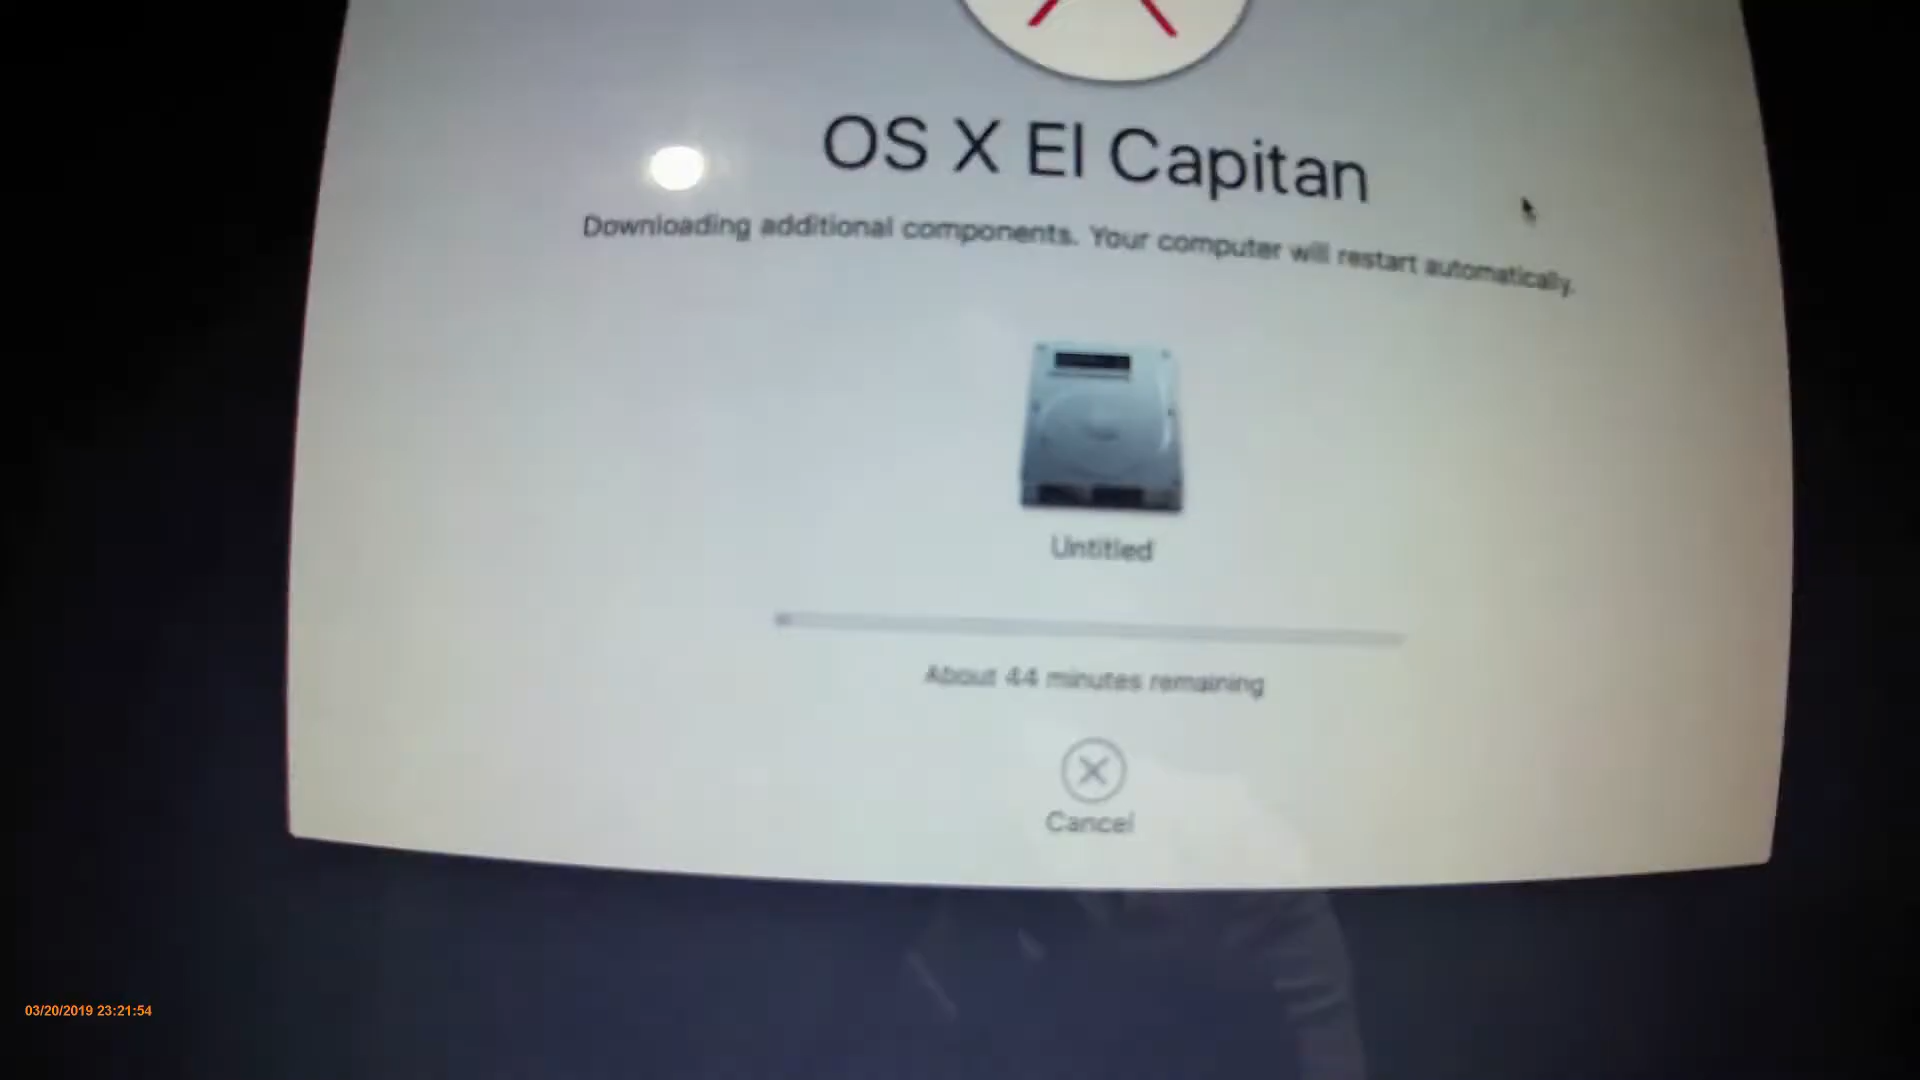 OS X El Capitan
Downloading additional components. Your computer will restart automatically.
Untitled
About 44 minutes remaining
Cancel
03/20/2019 23:21:54